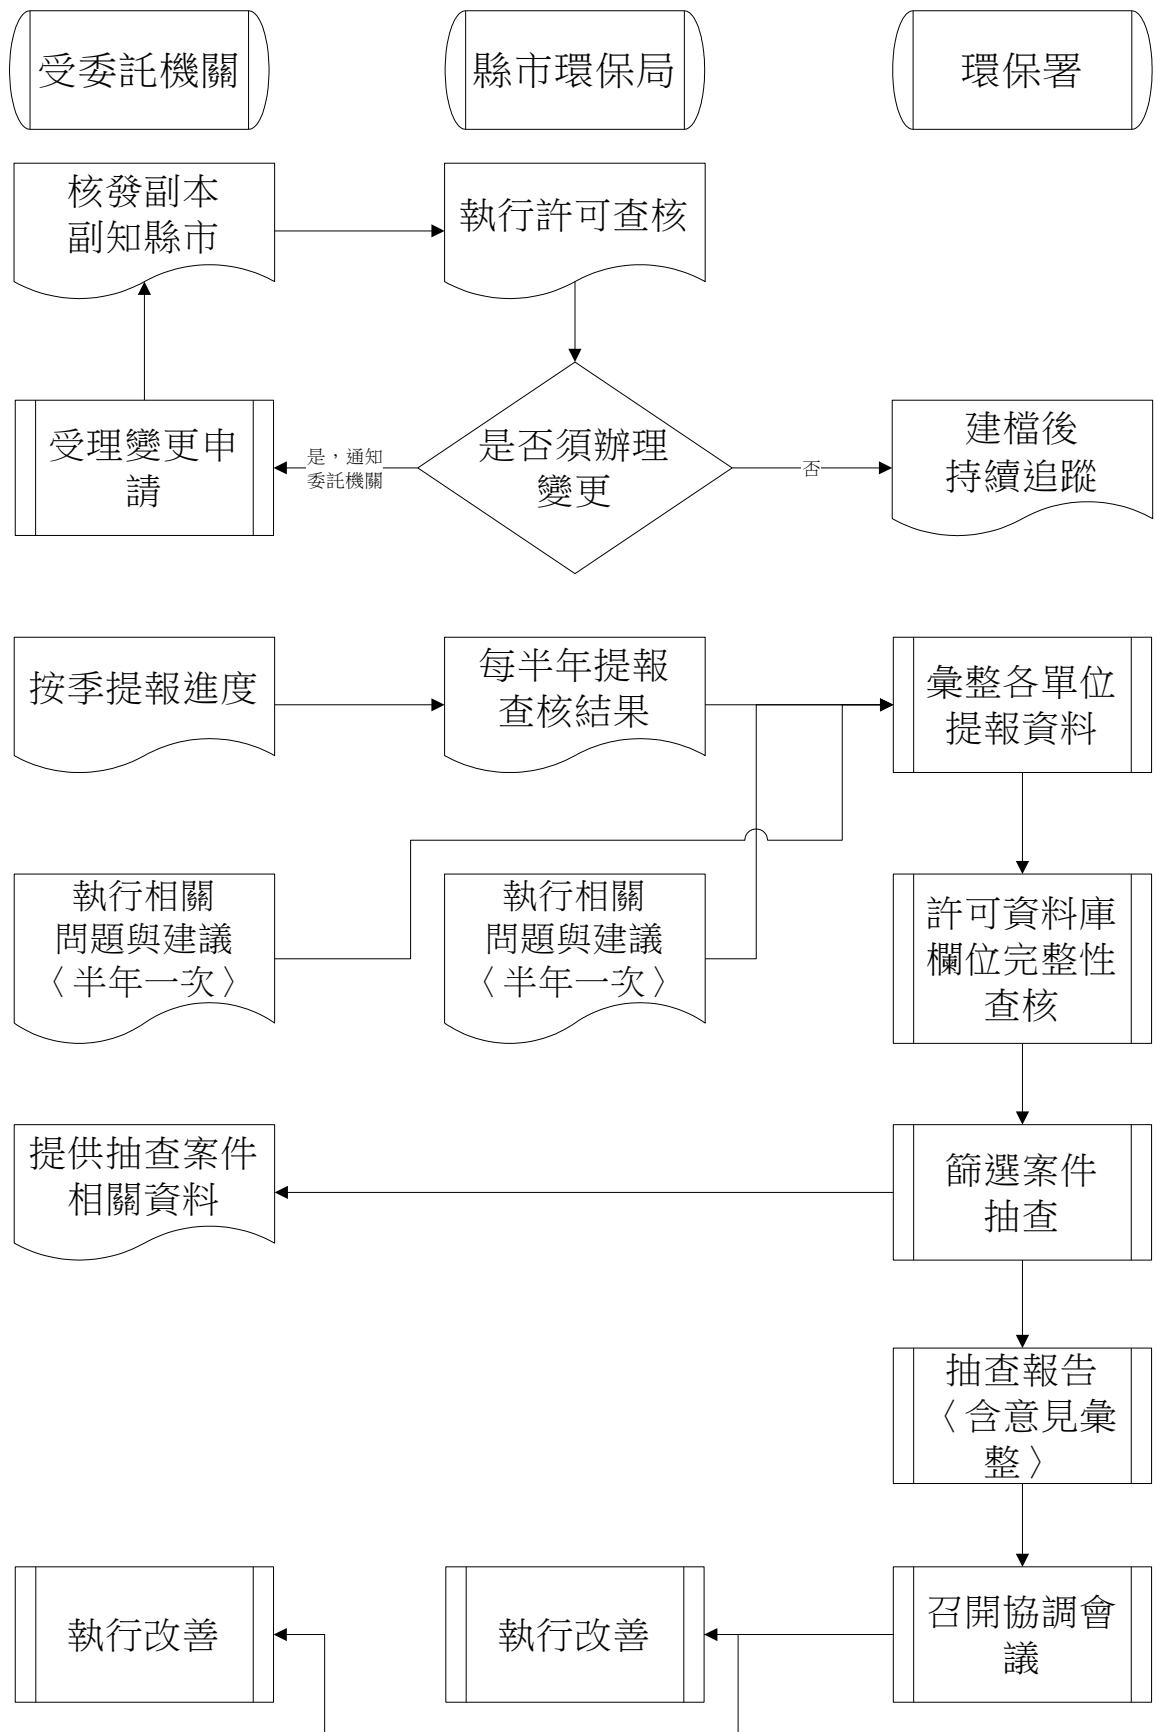 受委託機關
縣市環保局
環保署
核發副本
副知縣市
執行許可查核
受理變更申
請
是，通知
委託機關
是否須辦理
變更
否
建檔後
持續追蹤
按季提報進度
每半年提報
查核結果
彙整各單位
提報資料
執行相關
問題與建議
〈半年一次〉
執行相關
問題與建議
〈半年一次〉
許可資料庫
欄位完整性
查核
提供抽查案件
相關資料
篩選案件
抽查
抽查報告
〈含意見彙
整〉
執行改善
執行改善
召開協調會
議